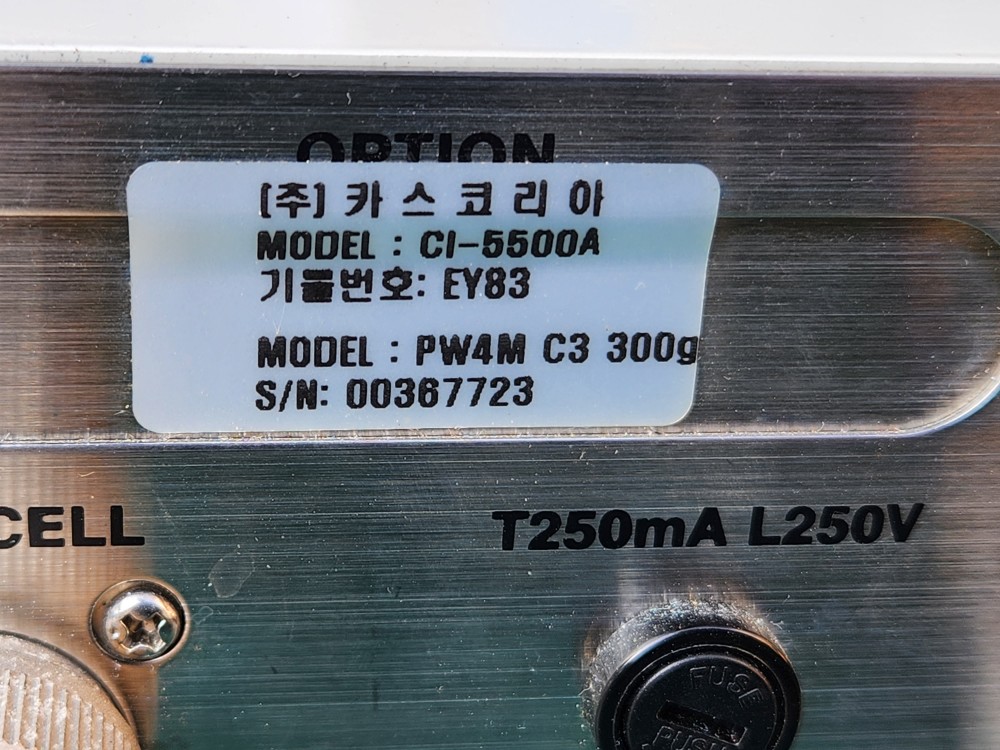 OPTION
(주) 카스코리아
MODEL : CI-5500A
기물번호: EY83
MODEL : PW4M C3 300g
S/N: 00367723
CELL
T250mA L250V
FUSE
PUSH